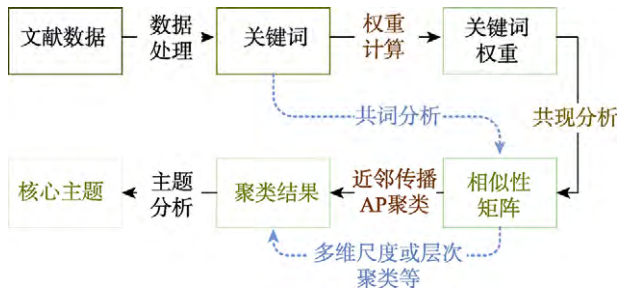 文献数据
数据
处理
关键词
权重
计算
关键词
权重
共词分析
共现分析
核心主题
主题
分析
聚类结果
近邻传播
AP聚类
相似性
矩阵
多维尺度或层次
聚类等